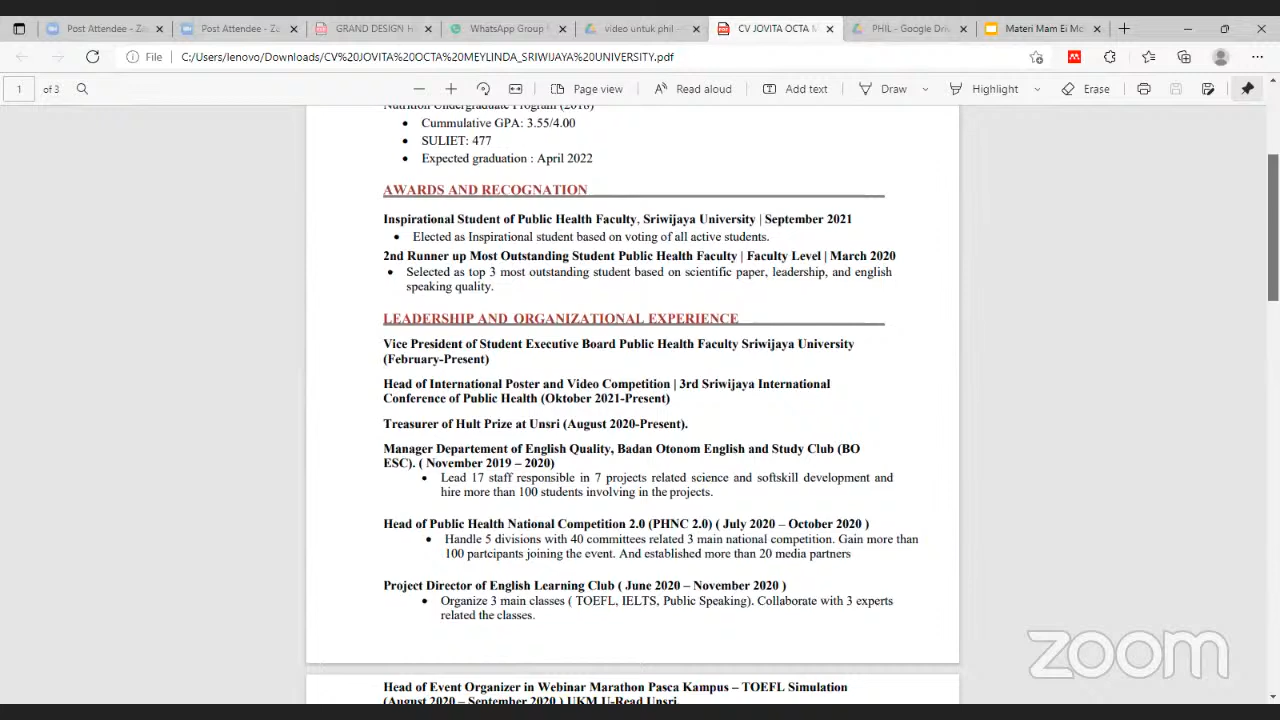 Post Attendee - Za
Post Attendee - Zo
GRAND DESIGN H
WhatsApp Group
video untuk phil -
CV JOVITA OCTA M
PHIL - Google Driv
Materi Mam Ei Mo
File
C:/Users/lenovo/Downloads/CV%20JOVITA%20OCTA%20MEYLINDA_SRIWIJAYA%20UNIVERSITY.pdf
1 of 3
Page view
Read aloud
Add text
Draw
Highlight
Erase
Nutrition Undergraduate Program (2018)
• Cummulative GPA: 3.55/4.00
• SULIET: 477
• Expected graduation : April 2022
AWARDS AND RECOGNATION
Inspirational Student of Public Health Faculty, Sriwijaya University | September 2021
• Elected as Inspirational student based on voting of all active students.
2nd Runner up Most Outstanding Student Public Health Faculty | Faculty Level | March 2020
• Selected as top 3 most outstanding student based on scientific paper, leadership, and english
speaking quality.
LEADERSHIP AND ORGANIZATIONAL EXPERIENCE
Vice President of Student Executive Board Public Health Faculty Sriwijaya University
(February-Present)
Head of International Poster and Video Competition | 3rd Sriwijaya International
Conference of Public Health (Oktober 2021-Present)
Treasurer of Hult Prize at Unsri (August 2020-Present).
Manager Departement of English Quality, Badan Otonom English and Study Club (BO
ESC). ( November 2019 – 2020)
• Lead 17 staff responsible in 7 projects related science and softskill development and
hire more than 100 students involving in the projects.
Head of Public Health National Competition 2.0 (PHNC 2.0) ( July 2020 – October 2020 )
• Handle 5 divisions with 40 committees related 3 main national competition. Gain more than
100 partcipants joining the event. And established more than 20 media partners
Project Director of English Learning Club ( June 2020 – November 2020 )
• Organize 3 main classes ( TOEFL, IELTS, Public Speaking). Collaborate with 3 experts
related the classes.
Head of Event Organizer in Webinar Marathon Pasca Kampus – TOEFL Simulation
(August 2020 – September 2020 ) UKM U-Read Unsri.
zoom